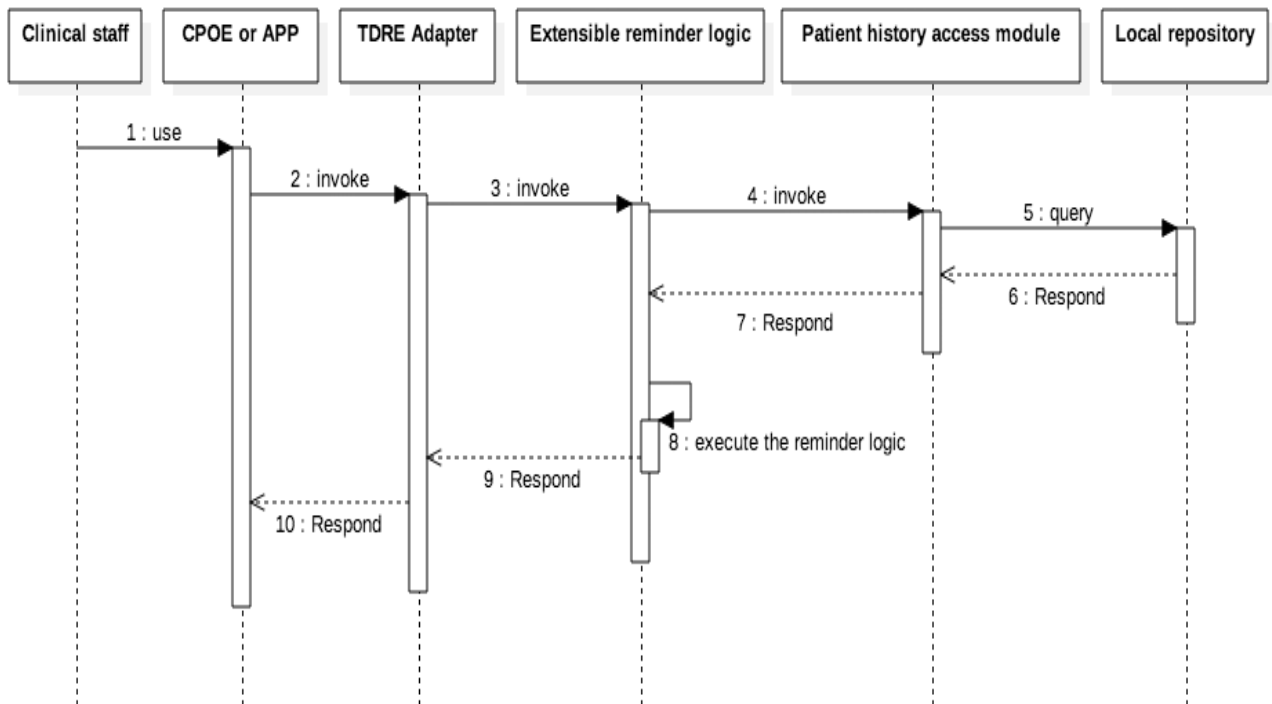 Clinical staff
CPOE or APP
TDRE Adapter
Extensible reminder logic
Patient history access module
Local repository
1 : use
2 : invoke
3 : invoke
4 : invoke
5 : query
6 : Respond
7 : Respond
8 : execute the reminder logic
9 : Respond
10 : Respond